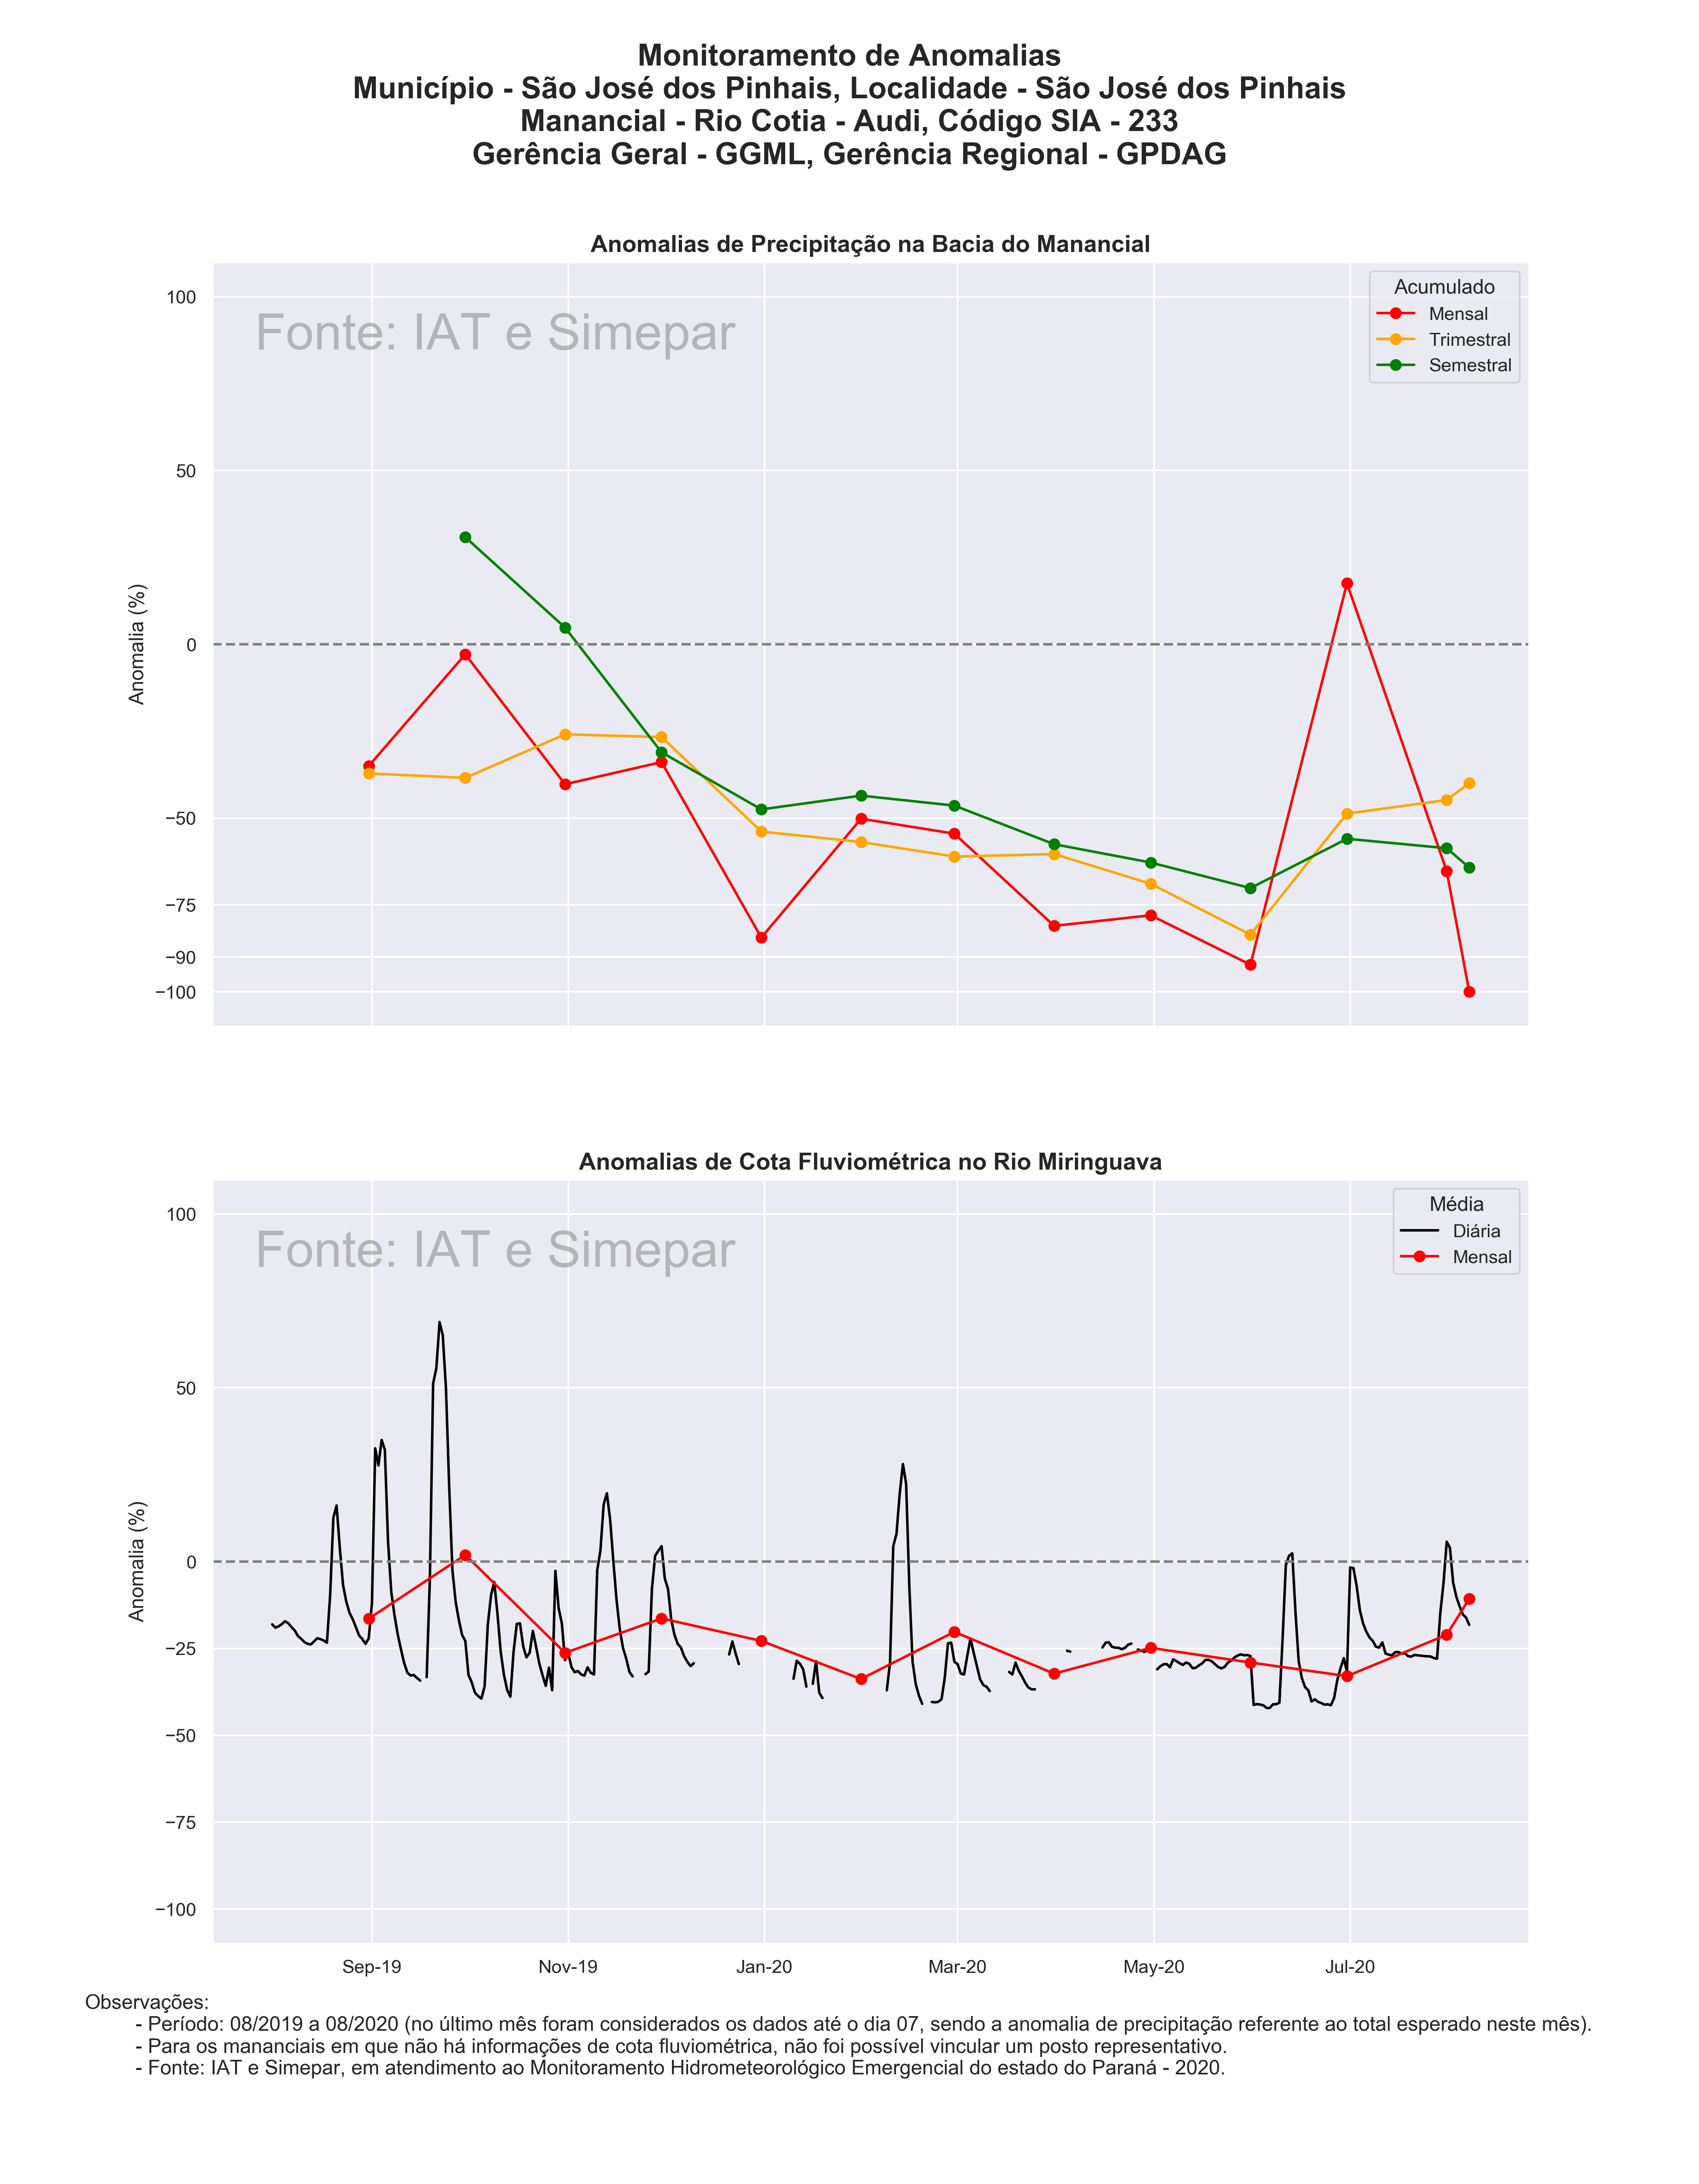 Monitoramento de Anomalias
Município - São José dos Pinhais, Localidade - São José dos Pinhais
Manancial - Rio Cotia - Audi, Código SIA - 233
Gerência Geral - GGML, Gerência Regional - GPDAG
Anomalias de Precipitação na Bacia do Manancial
Fonte: IAT e Simepar
Acumulado
Mensal
Trimestral
Semestral
Anomalia (%)
100
50
0
−50
−75
−90
−100
Anomalias de Cota Fluviométrica no Rio Miringuava
Fonte: IAT e Simepar
Média
Diária
Mensal
Anomalia (%)
100
50
0
−25
−50
−75
−100
Sep-19 Nov-19 Jan-20 Mar-20 May-20 Jul-20
Observações:
- Período: 08/2019 a 08/2020 (no último mês foram considerados os dados até o dia 07, sendo a anomalia de precipitação referente ao total esperado neste mês).
- Para os mananciais em que não há informações de cota fluviométrica, não foi possível vincular um posto representativo.
- Fonte: IAT e Simepar, em atendimento ao Monitoramento Hidrometeorológico Emergencial do estado do Paraná - 2020.